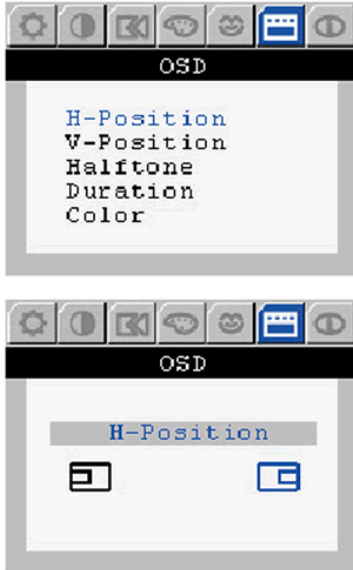 OSD
H-Position
V-Position
Halftone
Duration
Color
OSD
H-Position